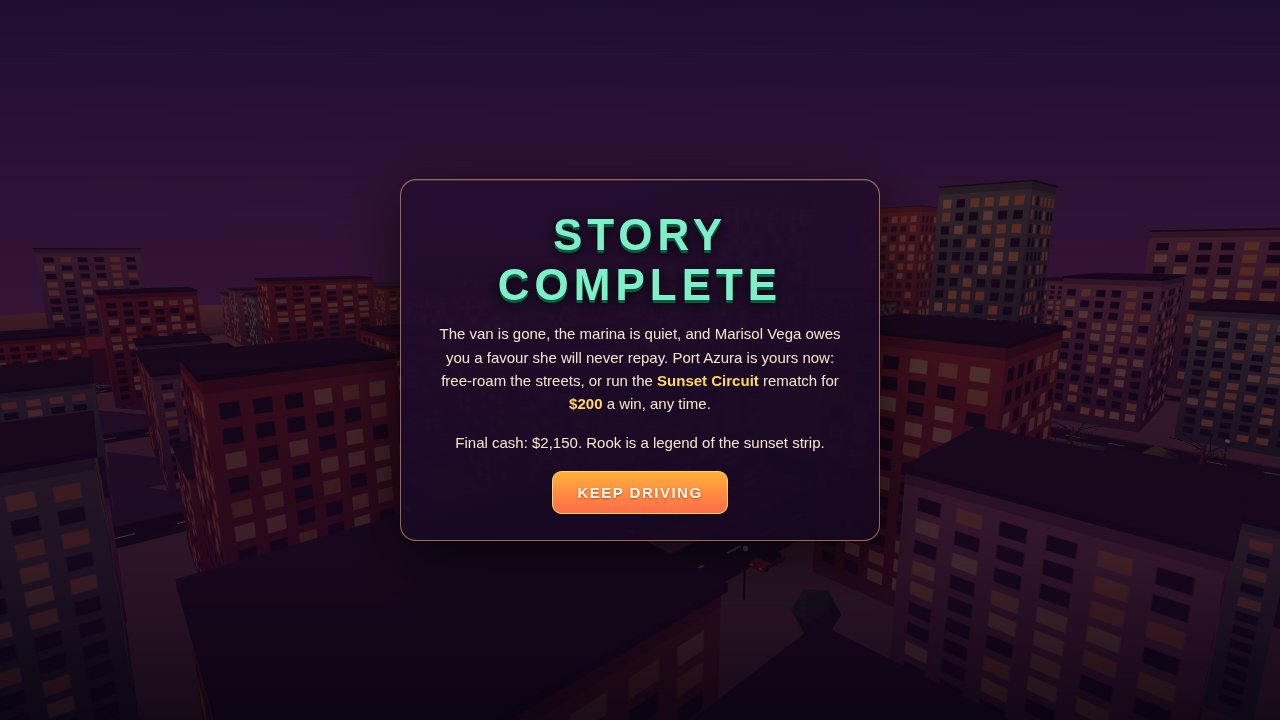 STORY
COMPLETE
The van is gone, the marina is quiet, and Marisol Vega owes
you a favour she will never repay. Port Azura is yours now:
free-roam the streets, or run the Sunset Circuit rematch for
$200 a win, any time.
Final cash: $2,150. Rook is a legend of the sunset strip.
KEEP DRIVING